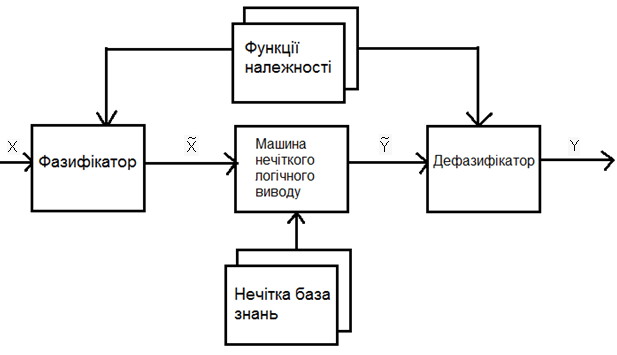 Функції
належності
X
Фазифікатор
X̃
Машина
нечіткого
логічного
виводу
Ỹ
Дефазифікатор
Y
Нечітка база
знань